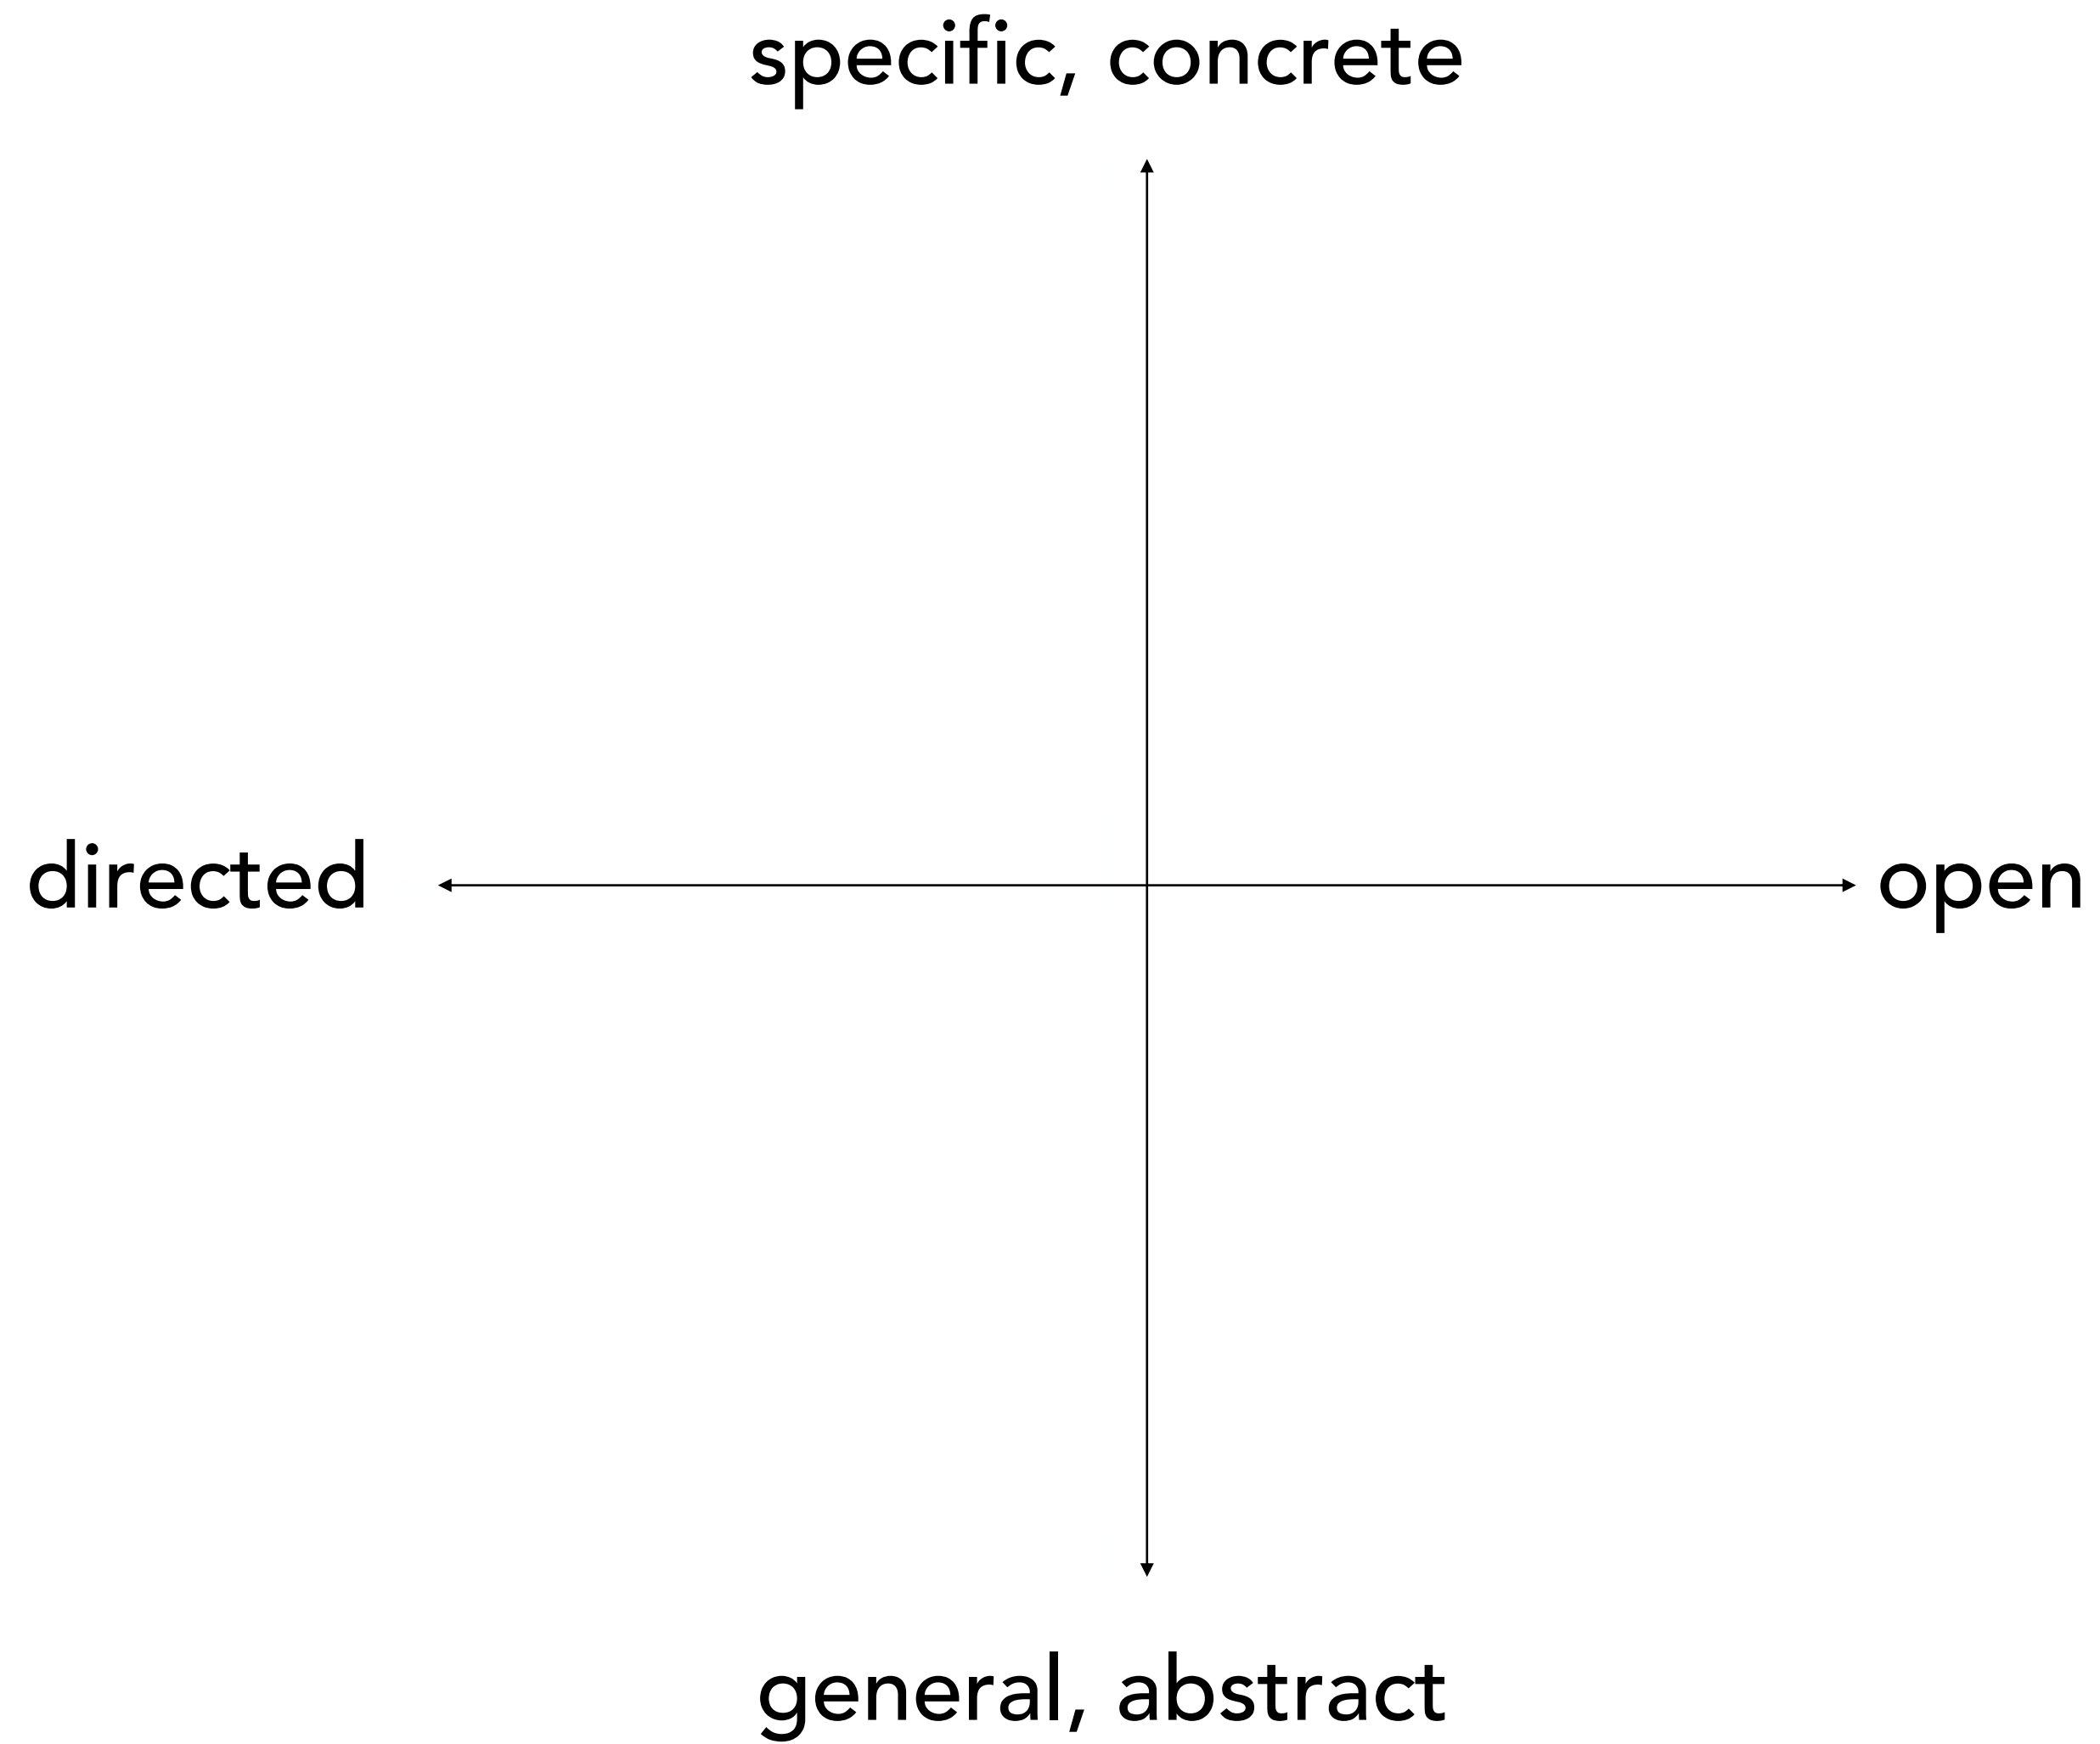 specific, concrete
directed
open
general, abstract